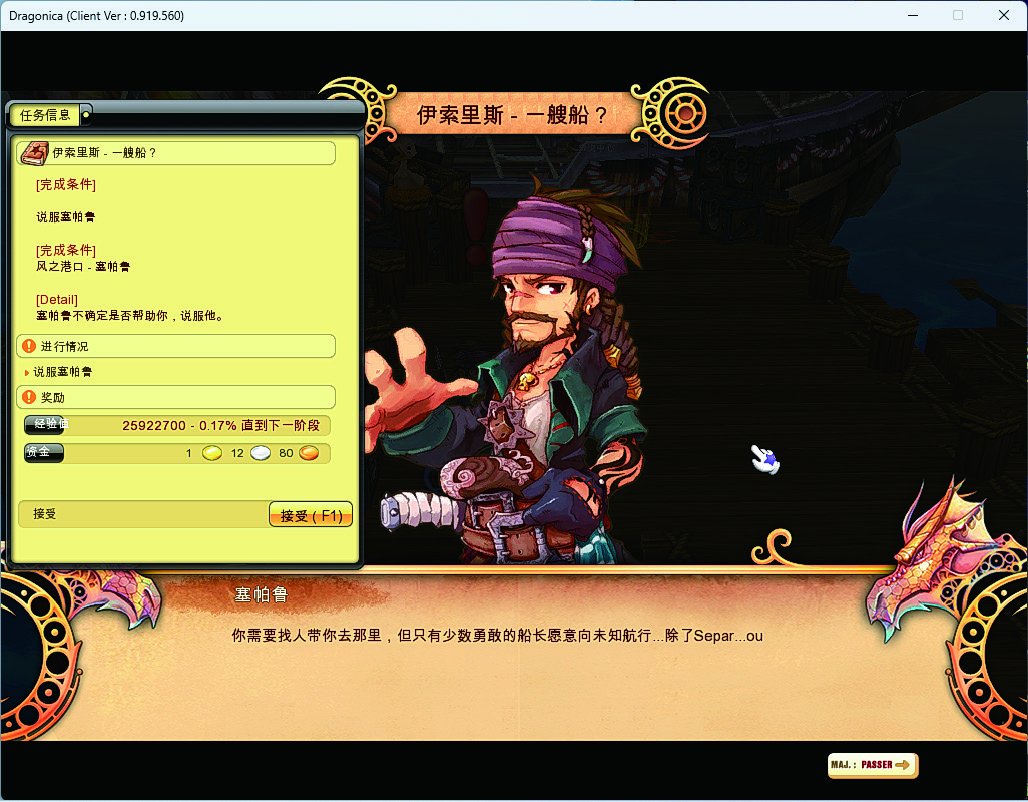 Dragonica (Client Ver : 0.919.560)
伊索里斯 - 一艘船？
任务信息
伊索里斯 - 一艘船？
[完成条件]
说服塞帕鲁
[完成条件]
风之港口 - 塞帕鲁
[Detail]
塞帕鲁不确定是否帮助你，说服他。
进行情况
说服塞帕鲁
奖励
经验值 25922700 - 0.17% 直到下一阶段
资金 1 12 80
接受 接受 ( F1)
塞帕鲁
你需要找人带你去那里，但只有少数勇敢的船长愿意向未知航行...除了Separ...ou
MAJ. : PASSER